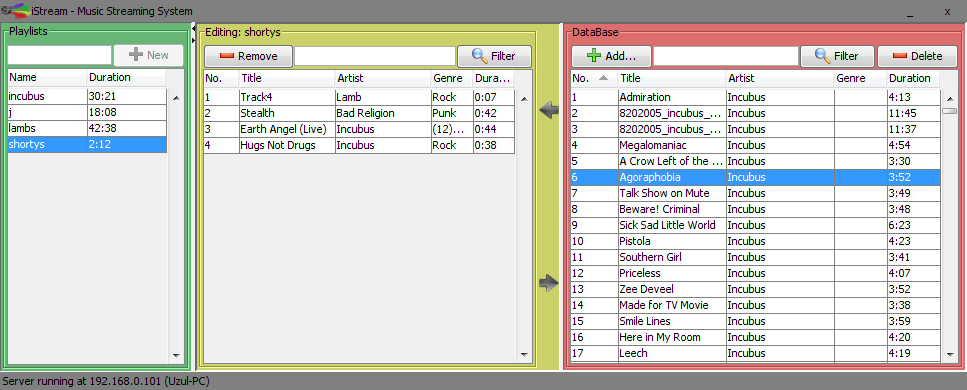 iStream - Music Streaming System _ x
Playlists
New
Name Duration
incubus 30:21
j 18:08
lambs 42:38
shortys 2:12
Editing: shortys
Remove Filter
No. Title Artist Genre Dura...
1 Track4 Lamb Rock 0:07
2 Stealth Bad Religion Punk 0:42
3 Earth Angel (Live) Incubus (12)... 0:44
4 Hugs Not Drugs Incubus Rock 0:38
DataBase
Add... Filter Delete
No. Title Artist Genre Duration
1 Admiration Incubus 4:13
2 8202005_incubus_... Incubus 11:45
3 8202005_incubus_... Incubus 11:37
4 Megalomaniac Incubus 4:54
5 A Crow Left of the ... Incubus 3:30
6 Agoraphobia Incubus 3:52
7 Talk Show on Mute Incubus 3:49
8 Beware! Criminal Incubus 3:48
9 Sick Sad Little World Incubus 6:23
10 Pistola Incubus 4:23
11 Southern Girl Incubus 3:41
12 Priceless Incubus 4:07
13 Zee Deveel Incubus 3:52
14 Made for TV Movie Incubus 3:38
15 Smile Lines Incubus 3:59
16 Here in My Room Incubus 4:20
17 Leech Incubus 4:19
Server running at 192.168.0.101 (Uzul-PC)